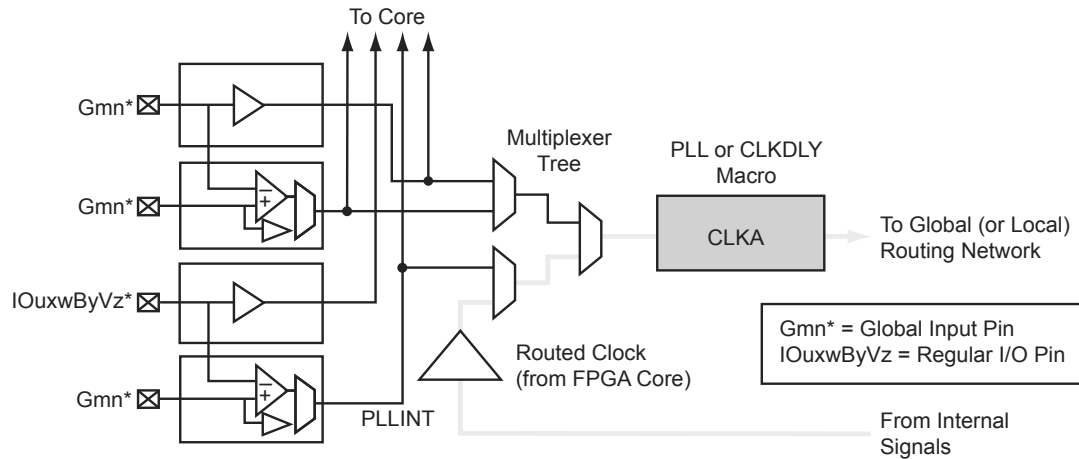 To Core
Gmn*
Gmn*
IOuxwByVz*
Gmn*
−
+
−
+
PLLINT
Multiplexer
Tree
Routed Clock
(from FPGA Core)
PLL or CLKDLY
Macro
CLKA
To Global (or Local)
Routing Network
Gmn* = Global Input Pin
IOuxwByVz = Regular I/O Pin
From Internal
Signals